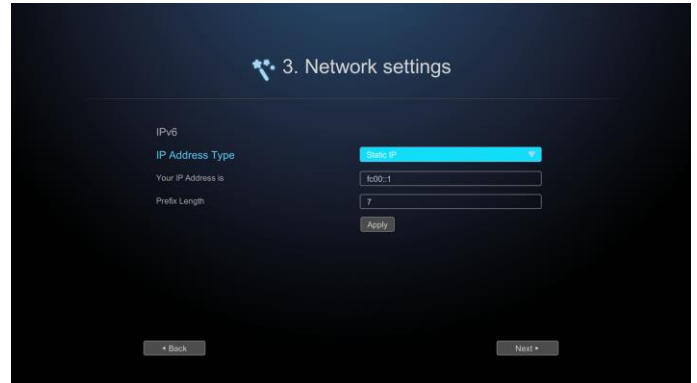 3. Network settings
IPv6
IP Address Type Static IP
Your IP Address is fc00::1
Prefix Length 7
Apply
Back Next